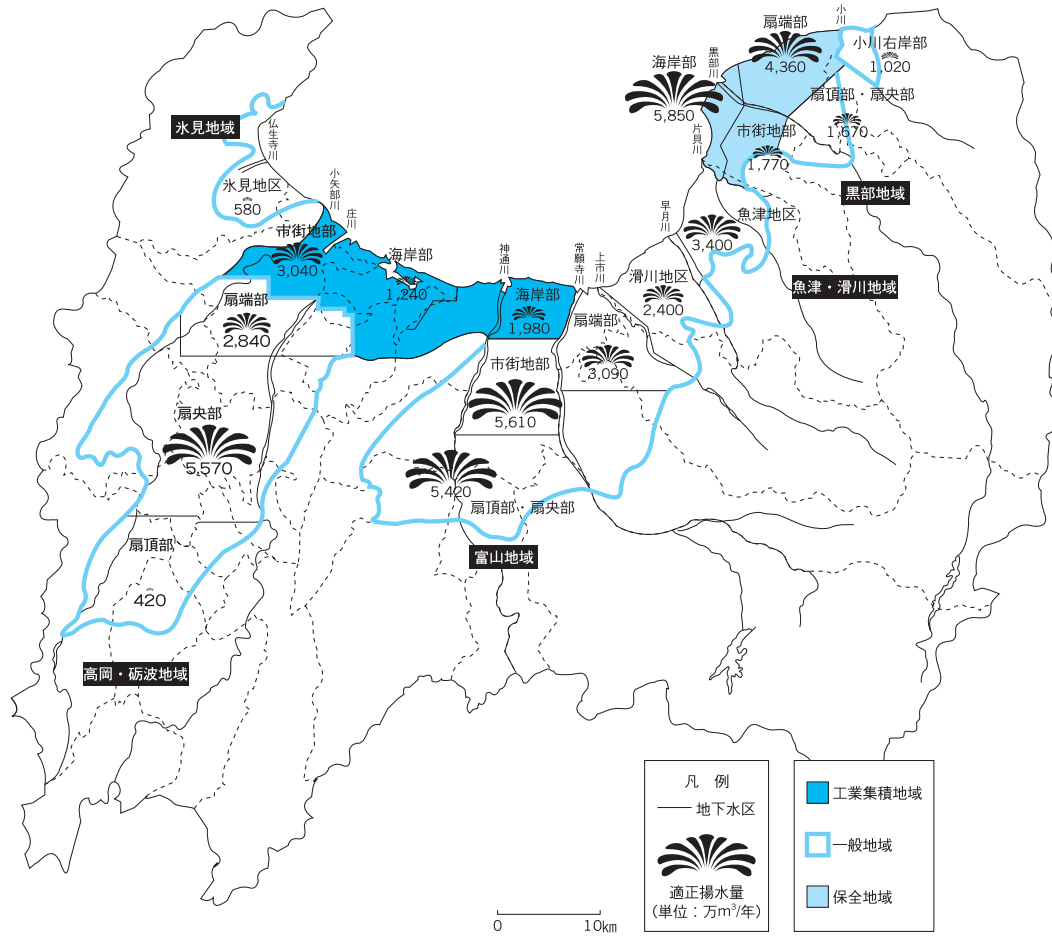 小川
扇端部
4,360
小川右岸部
1,020
黒部川
海岸部
5,850
扇頂部・扇央部
1,670
市街地部
1,770
片貝川
黒部地域
氷見地域
仏生寺川
氷見地区
580
小矢部川
庄川
市街地部
3,040
海岸部
1,240
神通川
常願寺川
上市川
早月川
魚津地区
3,400
魚津・滑川地域
滑川地区
2,400
海岸部
1,980
扇端部
3,090
扇端部
2,840
市街地部
5,610
扇央部
5,570
5,420
扇頂部・扇央部
富山地域
扇頂部
420
高岡・砺波地域
凡 例
地下水区
適正揚水量
(単位:万m³/年)
工業集積地域
一般地域
保全地域
0
10km